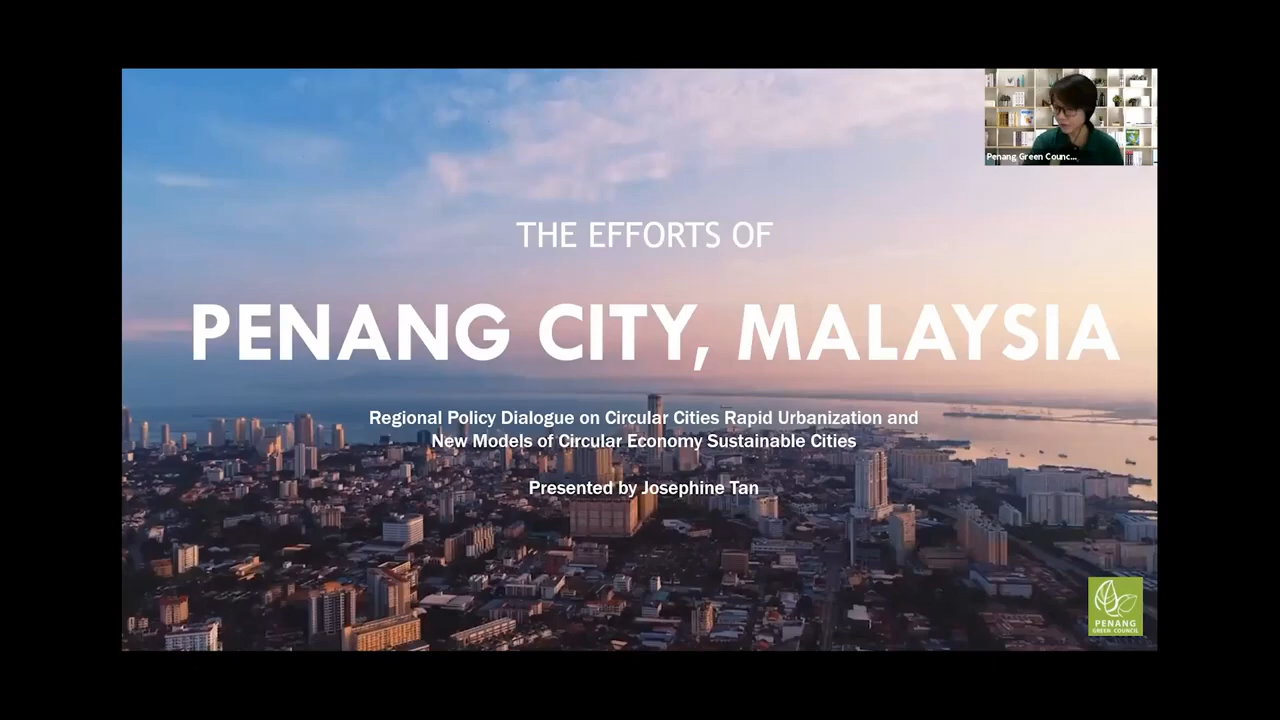 Penang Green Counc...
THE EFFORTS OF
PENANG CITY, MALAYSIA
Regional Policy Dialogue on Circular Cities Rapid Urbanization and
New Models of Circular Economy Sustainable Cities
Presented by Josephine Tan
PENANG
GREEN COUNCIL